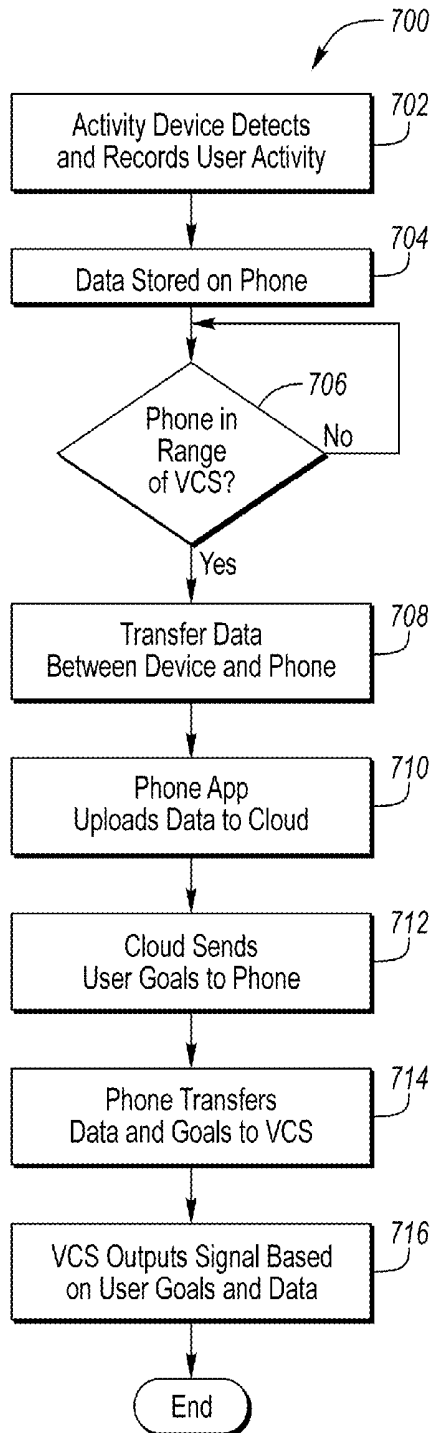 700
Activity Device Detects
and Records User Activity
702
Data Stored on Phone
704
Phone in
Range
of VCS?
706
No
Yes
Transfer Data
Between Device and Phone
708
Phone App
Uploads Data to Cloud
710
Cloud Sends
User Goals to Phone
712
Phone Transfers
Data and Goals to VCS
714
VCS Outputs Signal Based
on User Goals and Data
716
End